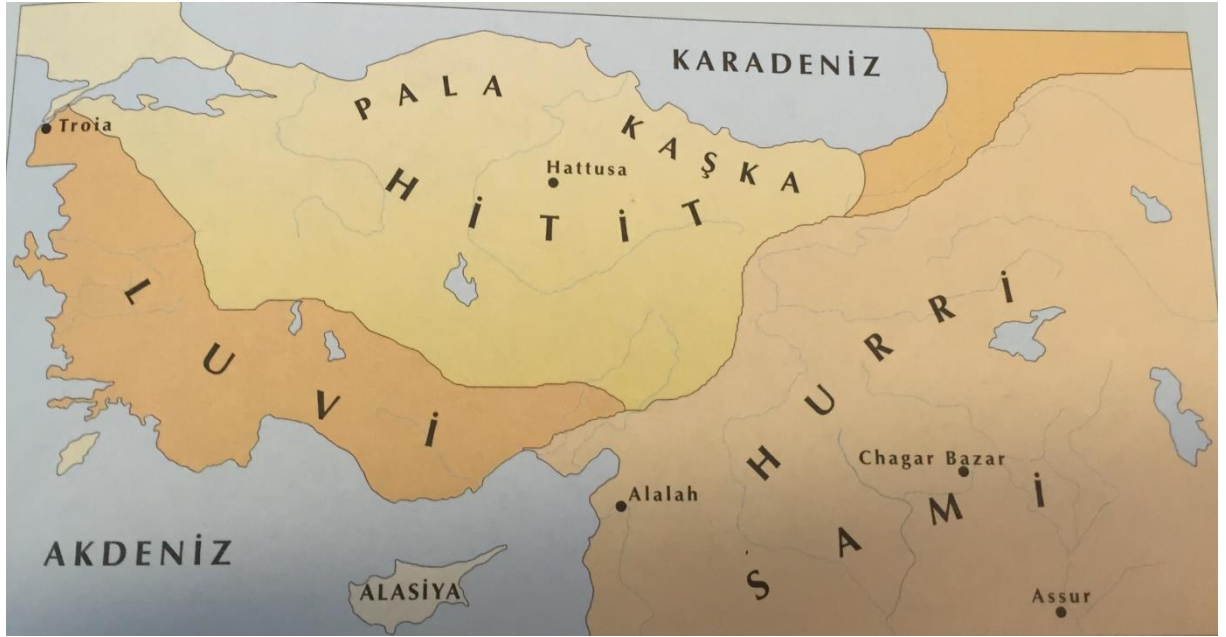 KARADENİZ
PALA
KAŞKA
Troia
Hattusa
HİTİT
LUVİ
HURRİ
Chagar Bazar
Alalah
SAMİ
AKDENİZ
ALASİYA
Assur